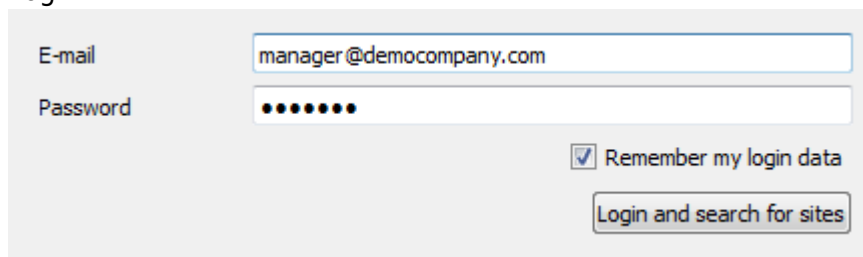 E-mail manager@democompany.com
Password •••••••
Remember my login data
Login and search for sites